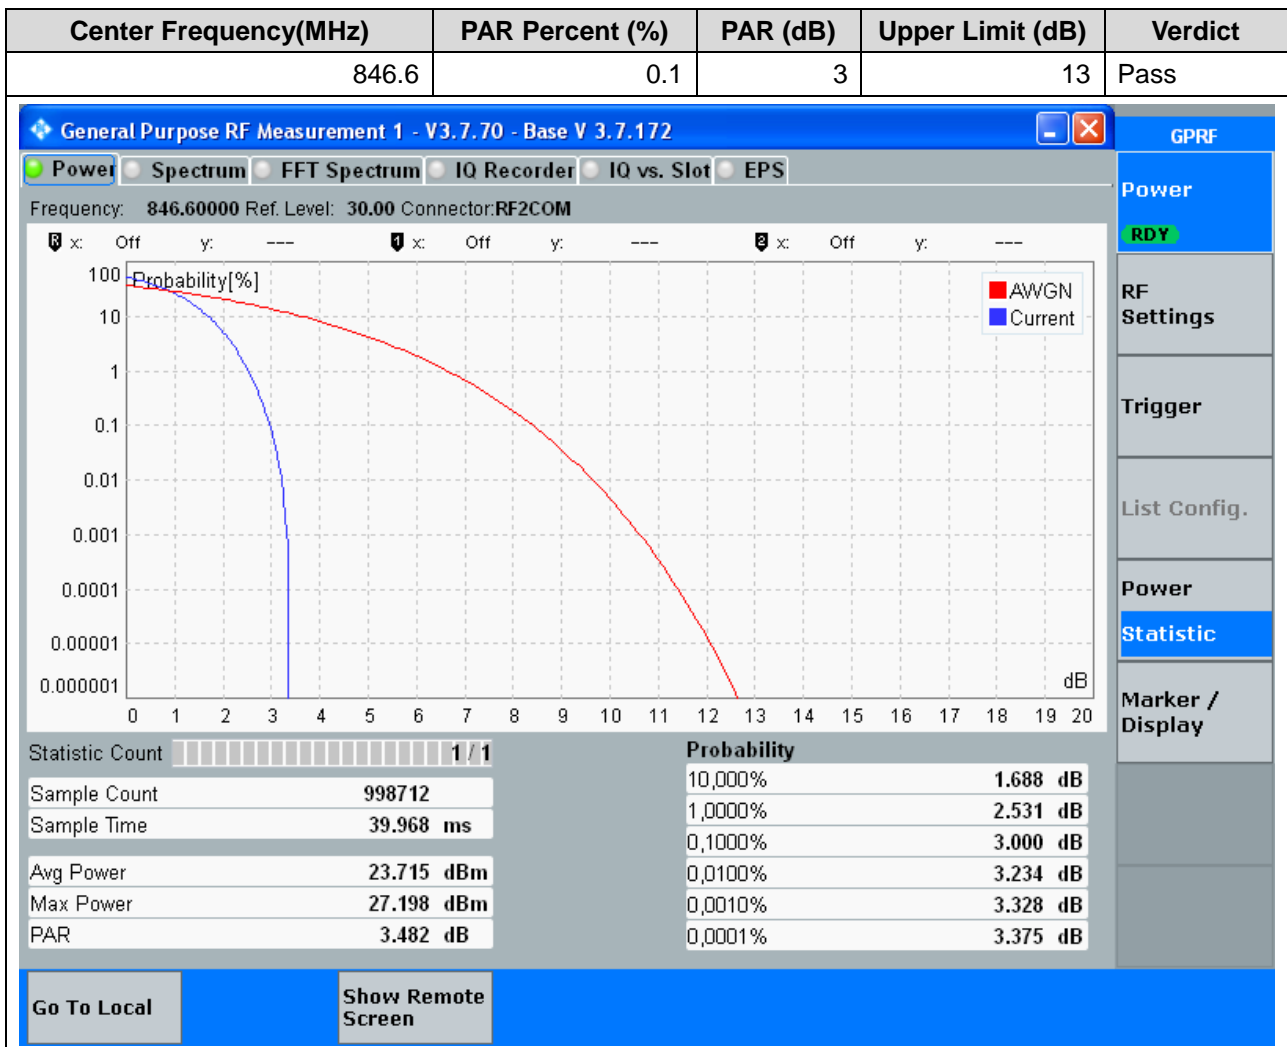 Center Frequency(MHz) PAR Percent (%) PAR (dB) Upper Limit (dB) Verdict
846.6 0.1 3 13 Pass
General Purpose RF Measurement 1 - V3.7.70 - Base V 3.7.172
GPRF
Power Spectrum FFT Spectrum IQ Recorder IQ vs. Slot EPS
Power
RDY
Frequency: 846.60000 Ref. Level: 30.00 Connector:RF2COM
R x: Off y: --- 1 x: Off y: --- 2 x: Off y: ---
Probability[%]
AWGN
Current
100
10
1
0.1
0.01
0.001
0.0001
0.00001
0.000001
dB
0 1 2 3 4 5 6 7 8 9 10 11 12 13 14 15 16 17 18 19 20
RF
Settings
Trigger
List Config.
Power
Statistic
Marker /
Display
Statistic Count 1 / 1
Sample Count 998712
Sample Time 39.968 ms
Avg Power 23.715 dBm
Max Power 27.198 dBm
PAR 3.482 dB
Probability
10,000% 1.688 dB
1,0000% 2.531 dB
0,1000% 3.000 dB
0,0100% 3.234 dB
0,0010% 3.328 dB
0,0001% 3.375 dB
Go To Local
Show Remote
Screen